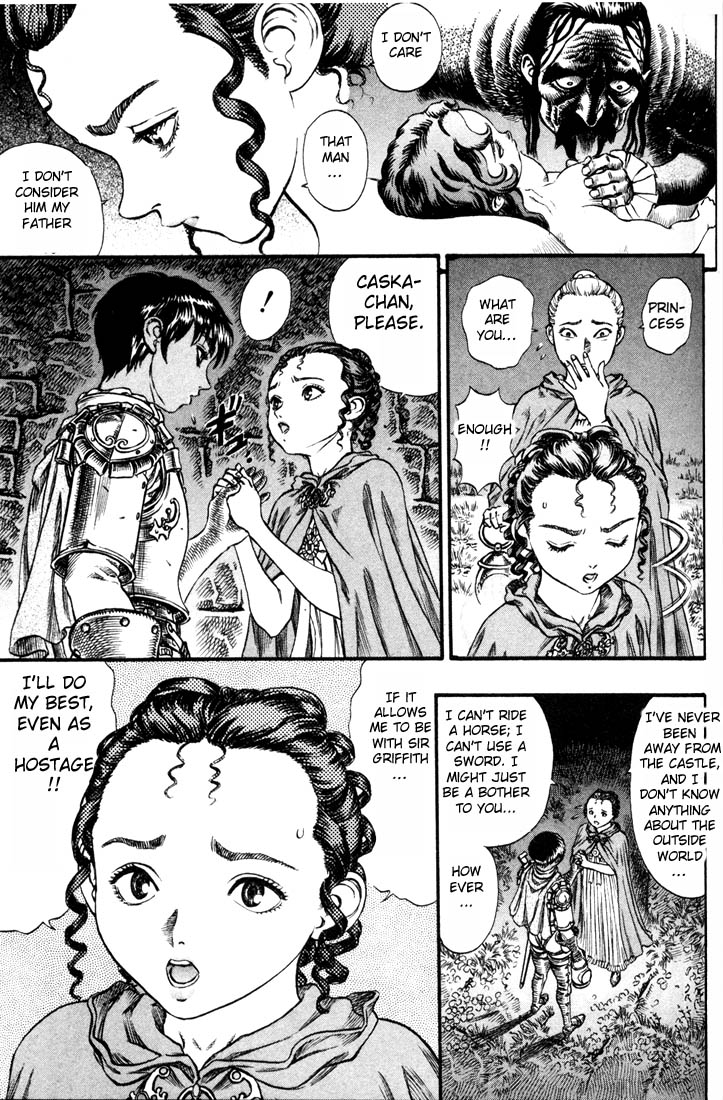 I DON'T
CARE
THAT
MAN
...
I DON'T
CONSIDER
HIM MY
FATHER
PRIN-
CESS
WHAT
ARE
YOU...
ENOUGH
!!
CASKA-
CHAN,
PLEASE.
!
ギュッ
I'VE NEVER
BEEN
AWAY FROM
THE CASTLE,
AND I
DON'T KNOW
ANYTHING
ABOUT THE
OUTSIDE
WORLD
...
I CAN'T RIDE
A HORSE; I
CAN'T USE A
SWORD. I
MIGHT JUST
BE A BOTHER
TO YOU...
HOW
EVER
...
IF IT
ALLOWS
ME TO BE
WITH SIR
GRIFFITH
...
I'LL DO
MY BEST,
EVEN AS
A
HOSTAGE
!!